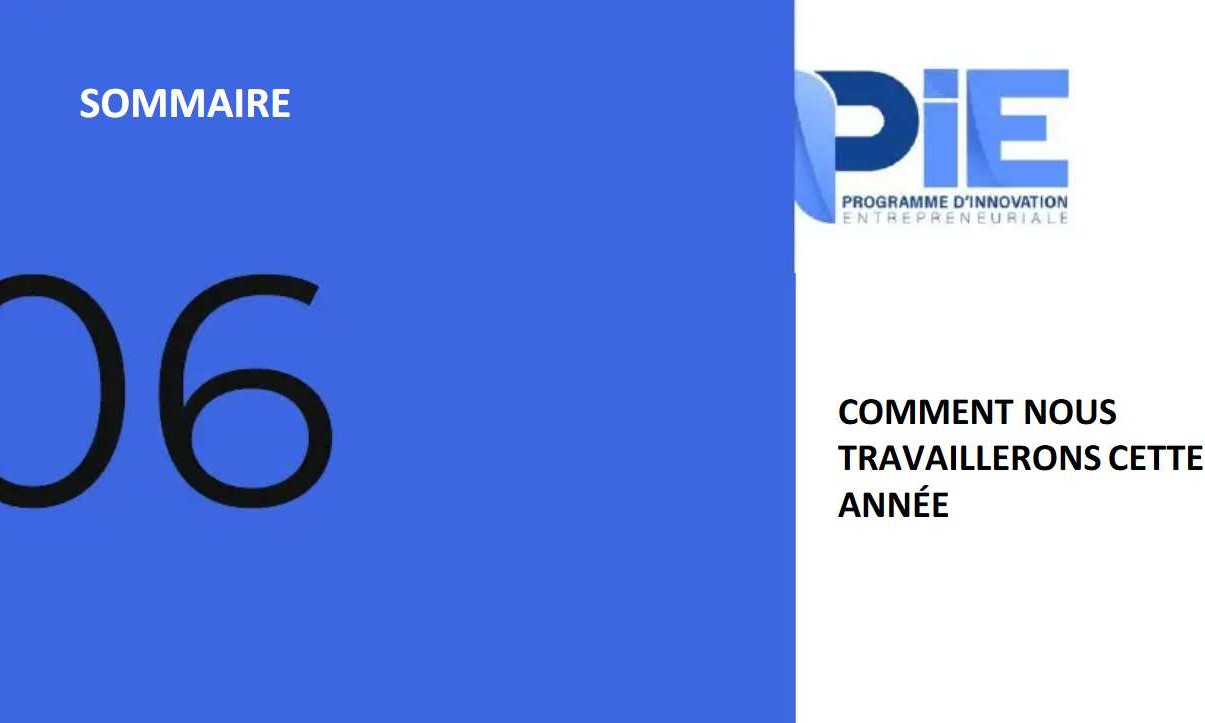 SOMMAIRE
PiE
PROGRAMME D'INNOVATION
ENTREPRENEURIALE
06
COMMENT NOUS
TRAVAILLERONS CETTE
ANNÉE